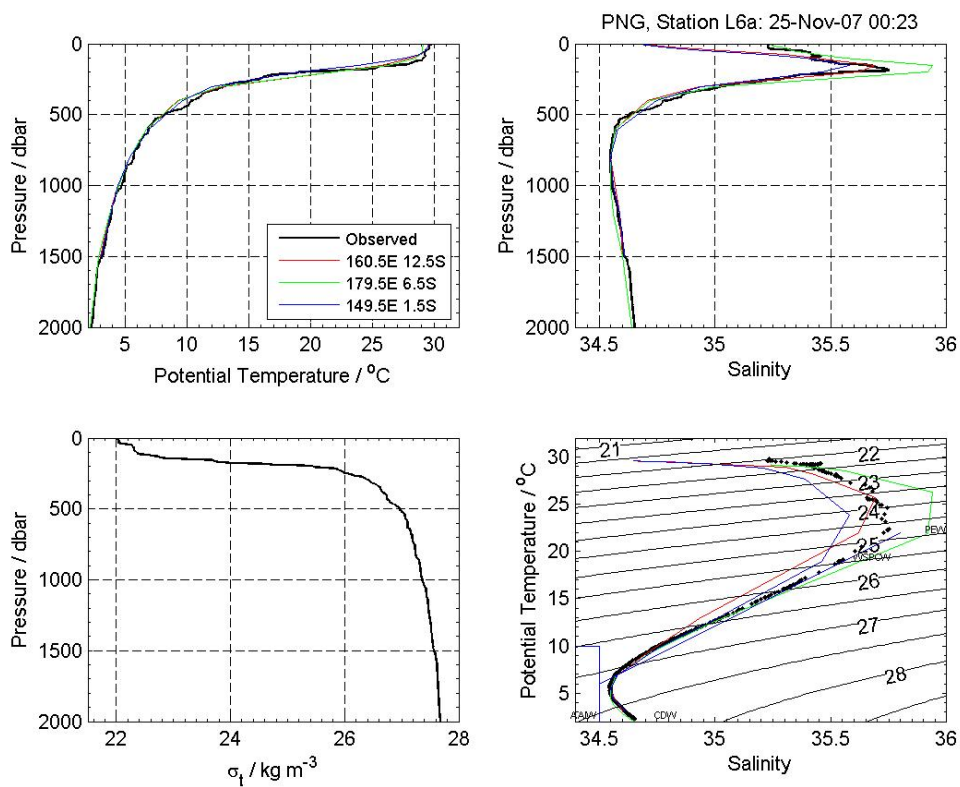 PNG, Station L6a: 25-Nov-07 00:23
0
500
1000
1500
2000
Pressure / dbar
5 10 15 20 25 30
Potential Temperature / °C
Observed
160.5E 12.5S
179.5E 6.5S
149.5E 1.5S
0
500
1000
1500
2000
Pressure / dbar
34.5 35 35.5 36
Salinity
0
500
1000
1500
2000
Pressure / dbar
22 24 26 28
σt / kg m-3
30
25
20
15
10
5
Potential Temperature / °C
21
22
23
24
25
26
27
28
PEW
WSPCW
AAIW
CDW
34.5 35 35.5 36
Salinity